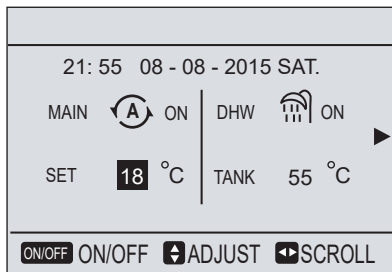 21: 55 08 - 08 - 2015 SAT.
MAIN A ON DHW ON
SET 18 °C TANK 55 °C
ON/OFF ON/OFF ADJUST SCROLL